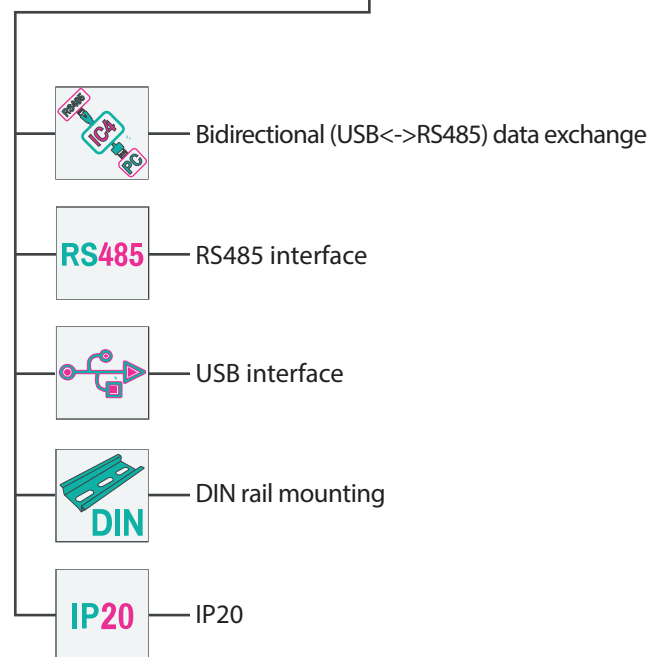 RS485
IC4
PC
Bidirectional (USB<->RS485) data exchange
RS485
RS485 interface
USB interface
DIN
DIN rail mounting
IP20
IP20